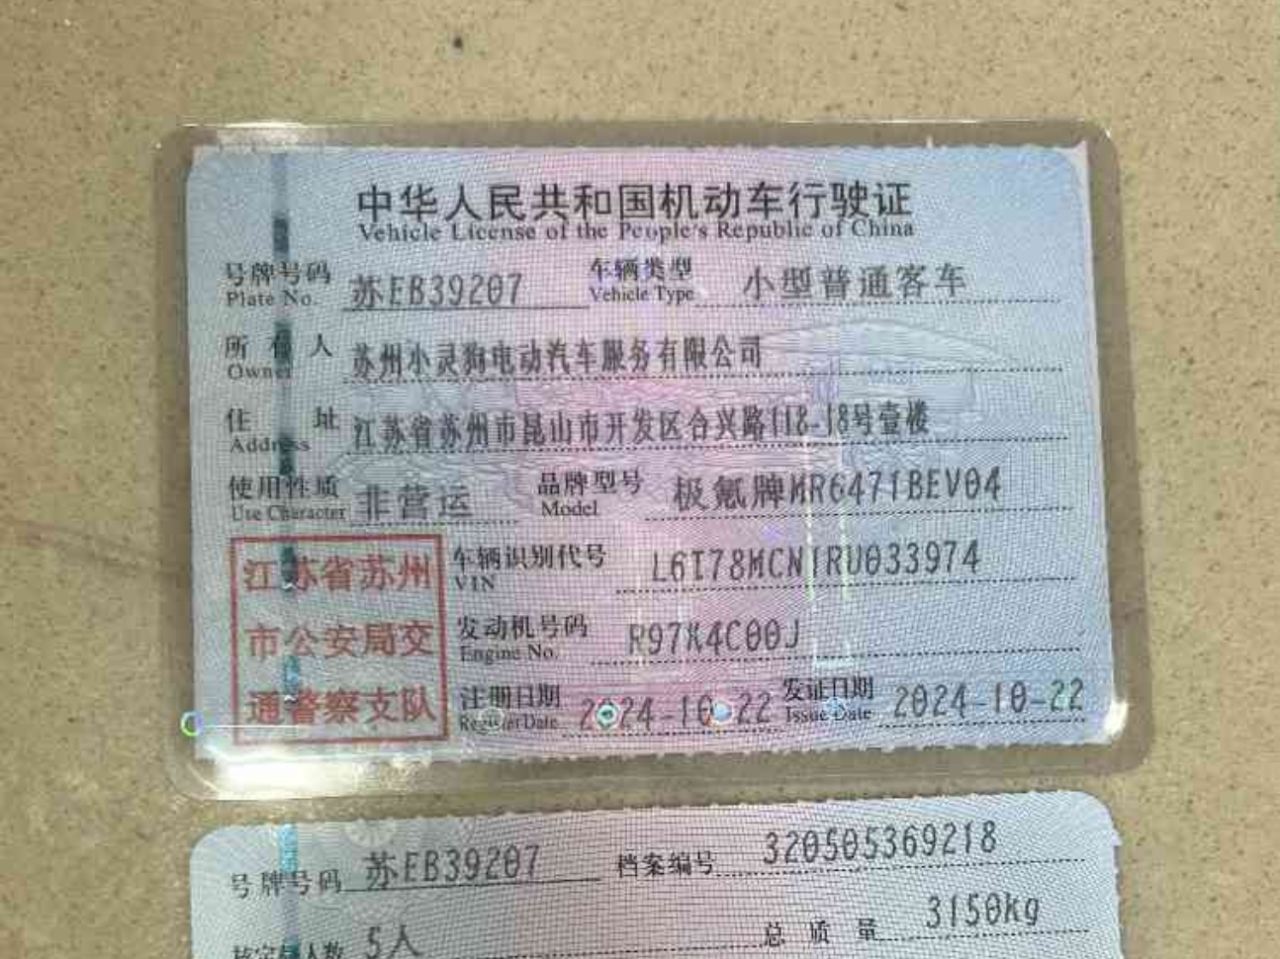 中华人民共和国机动车行驶证
Vehicle License of the People's Republic of China
号牌号码 苏EB39207 车辆类型 小型普通客车
Plate No. Vehicle Type
所有人 苏州小灵狗电动汽车服务有限公司
Owner
住址 江苏省苏州市昆山市开发区合兴路118-18号壹楼
Address
使用性质 非营运 品牌型号 极氪牌MR6471BEV04
Use Character Model
江苏省苏州
市公安局交
通警察支队
车辆识别代号 L6T78MCN1RU033974
VIN
发动机号码 R97X4C00J
Engine No.
注册日期 2024-10-22 发证日期 2024-10-22
Register Date Issue Date
号牌号码 苏EB39207 档案编号 320505369218
核定载人数 5人 总质量 3150kg